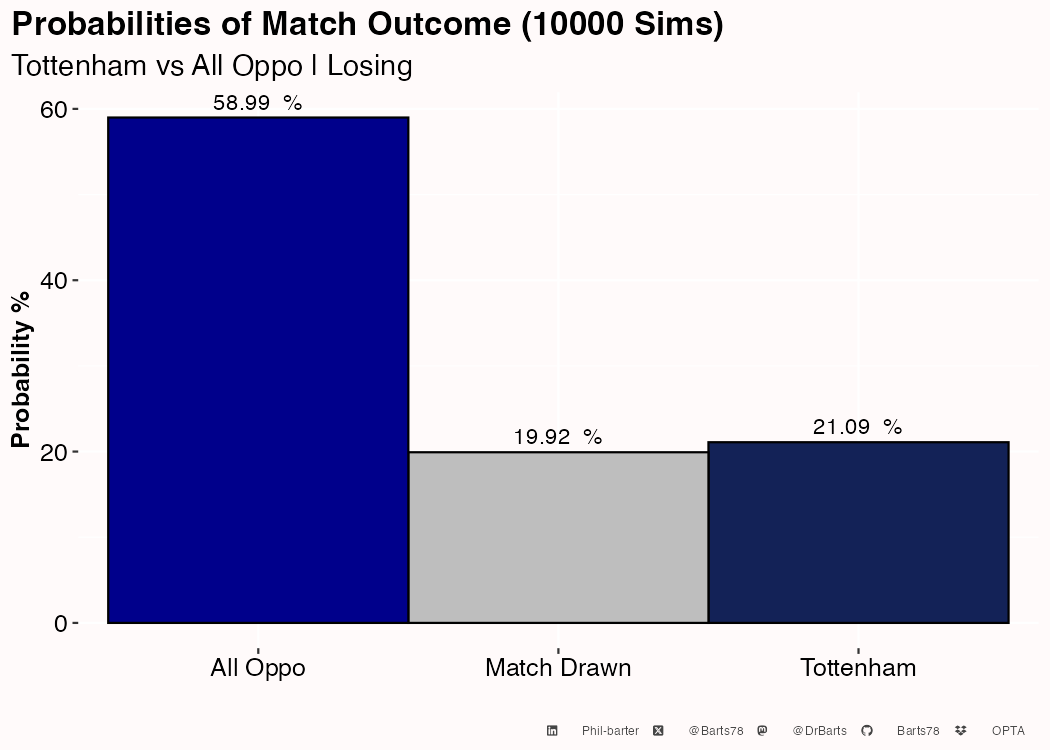 Probabilities of Match Outcome (10000 Sims)
Tottenham vs All Oppo | Losing
Probability %
60
40
20
0
58.99 %
19.92 %
21.09 %
All Oppo
Match Drawn
Tottenham
Phil-barter @Barts78 @DrBarts Barts78 OPTA